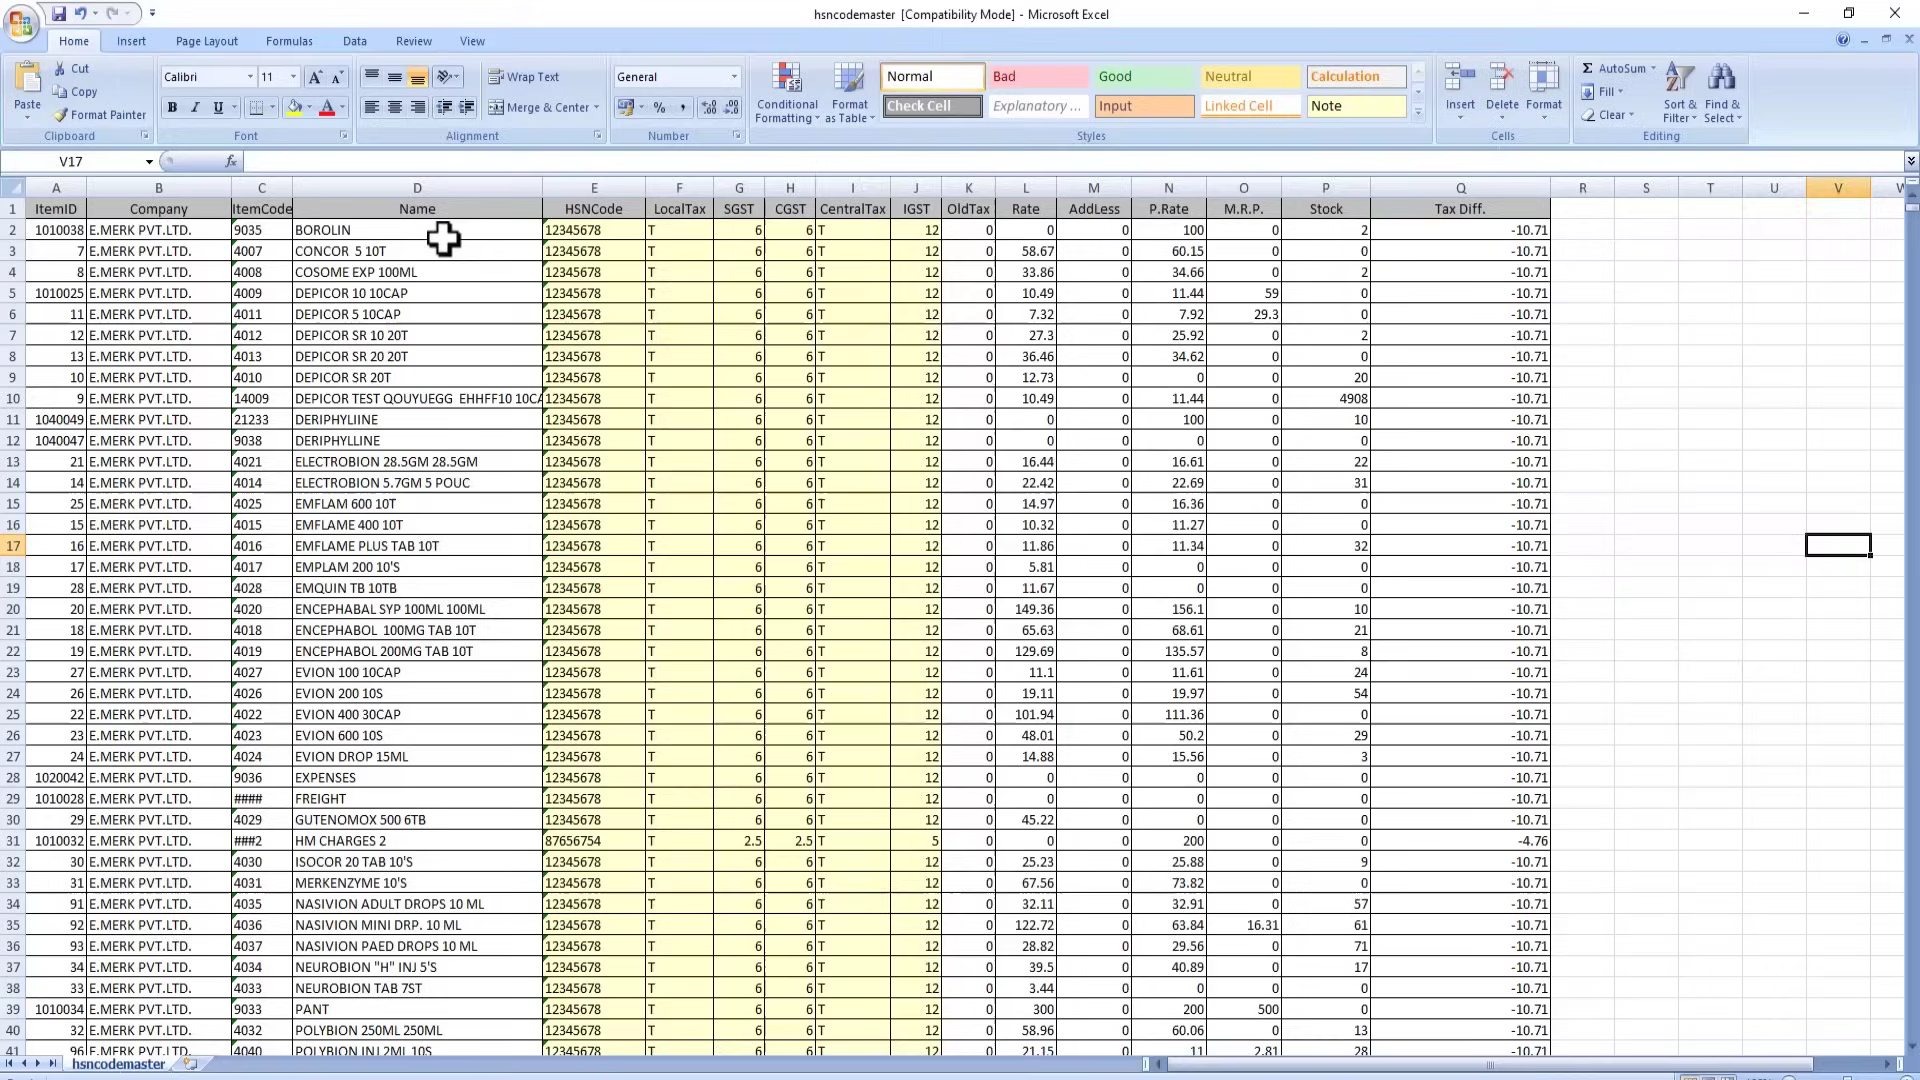 hsncodemaster [Compatibility Mode] - Microsoft Excel
Home Insert Page Layout Formulas Data Review View
Paste Cut Copy Format Painter Clipboard
Calibri 11 B I U Font
Wrap Text Merge & Center Alignment
General % , Number
Conditional Formatting Format as Table Normal Bad Good Neutral Calculation Check Cell Explanatory ... Input Linked Cell Note Styles
Insert Delete Format Cells
Σ AutoSum Fill Clear Sort & Filter Find & Select Editing
V17 fx
A B C D E F G H I J K L M N O P Q R S T U V
1 ItemID Company ItemCode Name HSNCode LocalTax SGST CGST CentralTax IGST OldTax Rate AddLess P.Rate M.R.P. Stock Tax Diff.
2 1010038 E.MERK PVT.LTD. 9035 BOROLIN 12345678 T 6 6 T 12 0 0 0 100 0 2 -10.71
3 7 E.MERK PVT.LTD. 4007 CONCOR 5 10T 12345678 T 6 6 T 12 0 58.67 0 60.15 0 0 -10.71
4 8 E.MERK PVT.LTD. 4008 COSOME EXP 100ML 12345678 T 6 6 T 12 0 33.86 0 34.66 0 2 -10.71
5 1010025 E.MERK PVT.LTD. 4009 DEPICOR 10 10CAP 12345678 T 6 6 T 12 0 10.49 0 11.44 59 0 -10.71
6 11 E.MERK PVT.LTD. 4011 DEPICOR 5 10CAP 12345678 T 6 6 T 12 0 7.32 0 7.92 29.3 0 -10.71
7 12 E.MERK PVT.LTD. 4012 DEPICOR SR 10 20T 12345678 T 6 6 T 12 0 27.3 0 25.92 0 2 -10.71
8 13 E.MERK PVT.LTD. 4013 DEPICOR SR 20 20T 12345678 T 6 6 T 12 0 36.46 0 34.62 0 0 -10.71
9 10 E.MERK PVT.LTD. 4010 DEPICOR SR 20T 12345678 T 6 6 T 12 0 12.73 0 0 0 20 -10.71
10 9 E.MERK PVT.LTD. 14009 DEPICOR TEST QOUYUEGG EHHFF10 10CA 12345678 T 6 6 T 12 0 10.49 0 11.44 0 4908 -10.71
11 1040049 E.MERK PVT.LTD. 21233 DERIPHYLIINE 12345678 T 6 6 T 12 0 0 0 100 0 10 -10.71
12 1040047 E.MERK PVT.LTD. 9038 DERIPHYLLINE 12345678 T 6 6 T 12 0 0 0 0 0 0 -10.71
13 21 E.MERK PVT.LTD. 4021 ELECTROBION 28.5GM 28.5GM 12345678 T 6 6 T 12 0 16.44 0 16.61 0 22 -10.71
14 14 E.MERK PVT.LTD. 4014 ELECTROBION 5.7GM 5 POUC 12345678 T 6 6 T 12 0 22.42 0 22.69 0 31 -10.71
15 25 E.MERK PVT.LTD. 4025 EMFLAM 600 10T 12345678 T 6 6 T 12 0 14.97 0 16.36 0 0 -10.71
16 15 E.MERK PVT.LTD. 4015 EMFLAME 400 10T 12345678 T 6 6 T 12 0 10.32 0 11.27 0 0 -10.71
17 16 E.MERK PVT.LTD. 4016 EMFLAME PLUS TAB 10T 12345678 T 6 6 T 12 0 11.86 0 11.34 0 32 -10.71
18 17 E.MERK PVT.LTD. 4017 EMPLAM 200 10'S 12345678 T 6 6 T 12 0 5.81 0 0 0 0 -10.71
19 28 E.MERK PVT.LTD. 4028 EMQUIN TB 10TB 12345678 T 6 6 T 12 0 11.67 0 0 0 0 -10.71
20 20 E.MERK PVT.LTD. 4020 ENCEPHABAL SYP 100ML 100ML 12345678 T 6 6 T 12 0 149.36 0 156.1 0 10 -10.71
21 18 E.MERK PVT.LTD. 4018 ENCEPHABOL 100MG TAB 10T 12345678 T 6 6 T 12 0 65.63 0 68.61 0 21 -10.71
22 19 E.MERK PVT.LTD. 4019 ENCEPHABOL 200MG TAB 10T 12345678 T 6 6 T 12 0 129.69 0 135.57 0 8 -10.71
23 27 E.MERK PVT.LTD. 4027 EVION 100 10CAP 12345678 T 6 6 T 12 0 11.1 0 11.61 0 24 -10.71
24 26 E.MERK PVT.LTD. 4026 EVION 200 10S 12345678 T 6 6 T 12 0 19.11 0 19.97 0 54 -10.71
25 22 E.MERK PVT.LTD. 4022 EVION 400 30CAP 12345678 T 6 6 T 12 0 101.94 0 111.36 0 0 -10.71
26 23 E.MERK PVT.LTD. 4023 EVION 600 10S 12345678 T 6 6 T 12 0 48.01 0 50.2 0 29 -10.71
27 24 E.MERK PVT.LTD. 4024 EVION DROP 15ML 12345678 T 6 6 T 12 0 14.88 0 15.56 0 3 -10.71
28 1020042 E.MERK PVT.LTD. 9036 EXPENSES 12345678 T 6 6 T 12 0 0 0 0 0 0 -10.71
29 1010028 E.MERK PVT.LTD. #### FREIGHT 12345678 T 6 6 T 12 0 0 0 0 0 0 -10.71
30 29 E.MERK PVT.LTD. 4029 GUTENOMOX 500 6TB 12345678 T 6 6 T 12 0 45.22 0 0 0 0 -10.71
31 1010032 E.MERK PVT.LTD. ###2 HM CHARGES 2 87656754 T 2.5 2.5 T 5 0 0 0 200 0 0 -4.76
32 30 E.MERK PVT.LTD. 4030 ISOCOR 20 TAB 10'S 12345678 T 6 6 T 12 0 25.23 0 25.88 0 9 -10.71
33 31 E.MERK PVT.LTD. 4031 MERKENZYME 10'S 12345678 T 6 6 T 12 0 67.56 0 73.82 0 0 -10.71
34 91 E.MERK PVT.LTD. 4035 NASIVION ADULT DROPS 10 ML 12345678 T 6 6 T 12 0 32.11 0 32.91 0 57 -10.71
35 92 E.MERK PVT.LTD. 4036 NASIVION MINI DRP. 10 ML 12345678 T 6 6 T 12 0 122.72 0 63.84 16.31 61 -10.71
36 93 E.MERK PVT.LTD. 4037 NASIVION PAED DROPS 10 ML 12345678 T 6 6 T 12 0 28.82 0 29.56 0 71 -10.71
37 34 E.MERK PVT.LTD. 4034 NEUROBION "H" INJ 5'S 12345678 T 6 6 T 12 0 39.5 0 40.89 0 17 -10.71
38 33 E.MERK PVT.LTD. 4033 NEUROBION TAB 7ST 12345678 T 6 6 T 12 0 3.44 0 0 0 0 -10.71
39 1010034 E.MERK PVT.LTD. 9033 PANT 12345678 T 6 6 T 12 0 300 0 200 500 0 -10.71
40 32 E.MERK PVT.LTD. 4032 POLYBION 250ML 250ML 12345678 T 6 6 T 12 0 58.96 0 60.06 0 13 -10.71
41 96 E.MERK PVT.LTD. 4040 POLYBION INJ 2ML 10S 12345678 T 6 6 T 12 0 21.15 0 11 2.81 28 -10.71
hsncodemaster